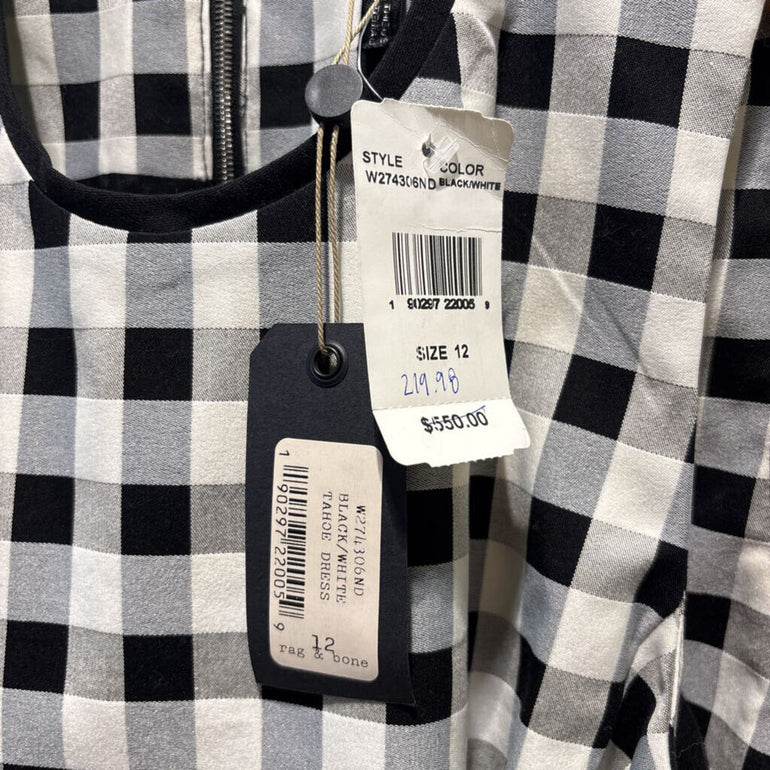 STYLE COLOR
W274306ND BLACK/WHITE
1 90297 22005 9
SIZE 12
219.98
$550.00
W274306ND
BLACK/WHITE
TAHOE DRESS
1 90297 22005 9
12
rag & bone